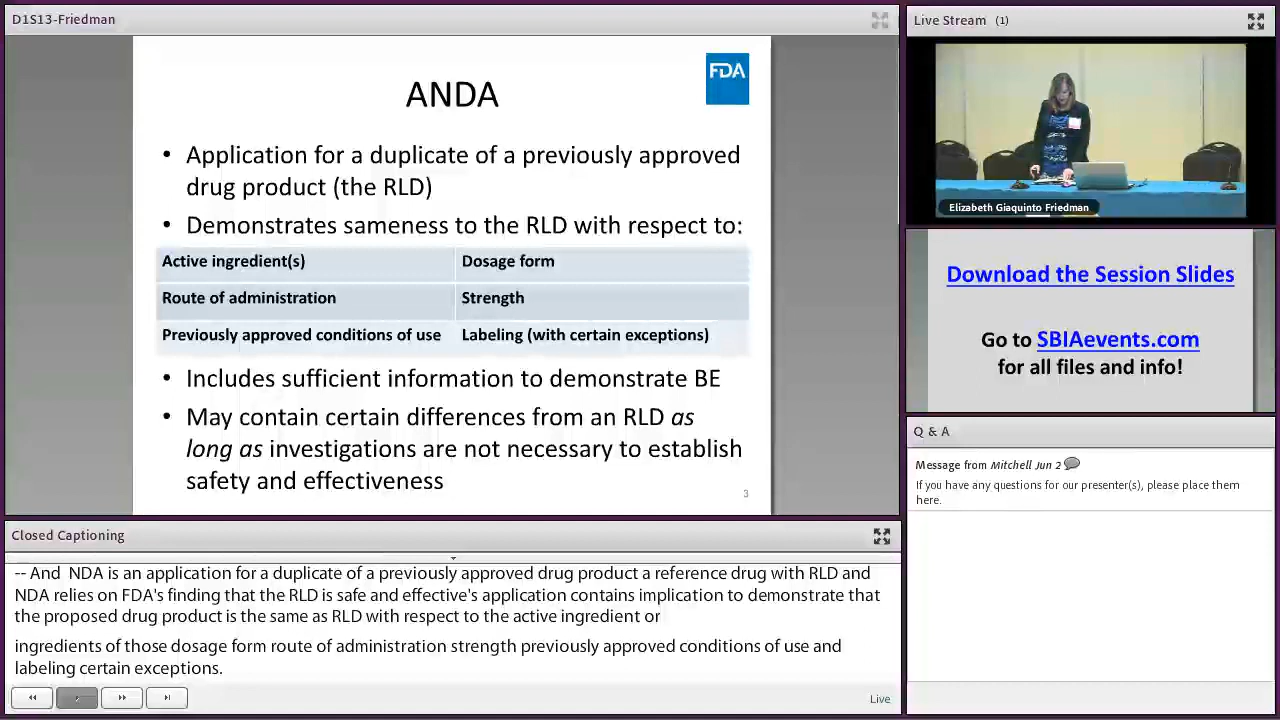 D1S13-Friedman
FDA
ANDA
• Application for a duplicate of a previously approved
drug product (the RLD)
• Demonstrates sameness to the RLD with respect to:
Active ingredient(s) Dosage form
Route of administration Strength
Previously approved conditions of use Labeling (with certain exceptions)
• Includes sufficient information to demonstrate BE
• May contain certain differences from an RLD as
long as investigations are not necessary to establish
safety and effectiveness
3
Closed Captioning
-- And NDA is an application for a duplicate of a previously approved drug product a reference drug with RLD and
NDA relies on FDA's finding that the RLD is safe and effective's application contains implication to demonstrate that
the proposed drug product is the same as RLD with respect to the active ingredient or
ingredients of those dosage form route of administration strength previously approved conditions of use and
labeling certain exceptions.
Live
Live Stream (1)
Elizabeth Giaquinto Friedman
Download the Session Slides
Go to SBIAevents.com
for all files and info!
Q & A
Message from Mitchell Jun 2
If you have any questions for our presenter(s), please place them
here.